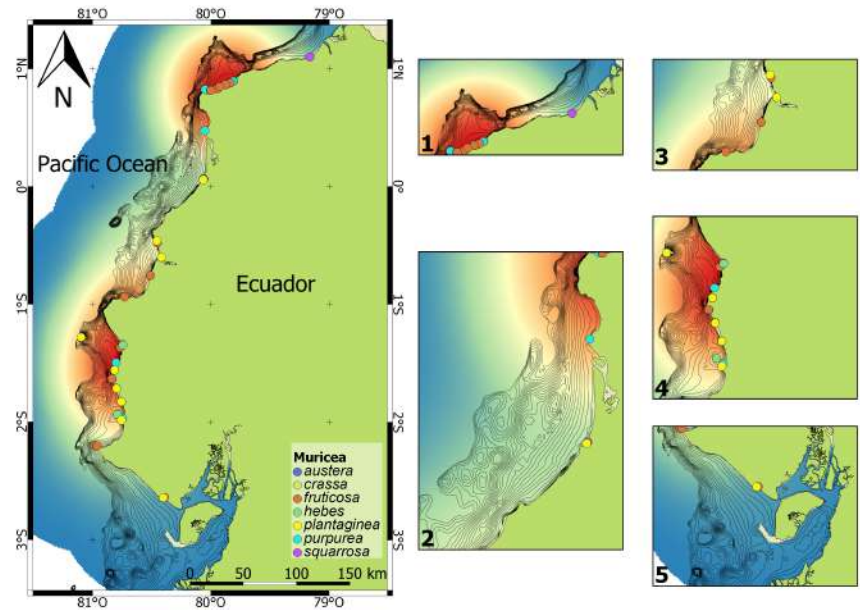 81°O 80°O 79°O
N
1°N 1°N
Pacific Ocean
0° 0°
Ecuador
1°S 1°S
2°S 2°S
3°S 3°S
Muricea
austera
crassa
fruticosa
hebes
plantaginea
purpurea
squarrosa
0 50 100 150 km
81°O 80°O 79°O
1
2
3
4
5